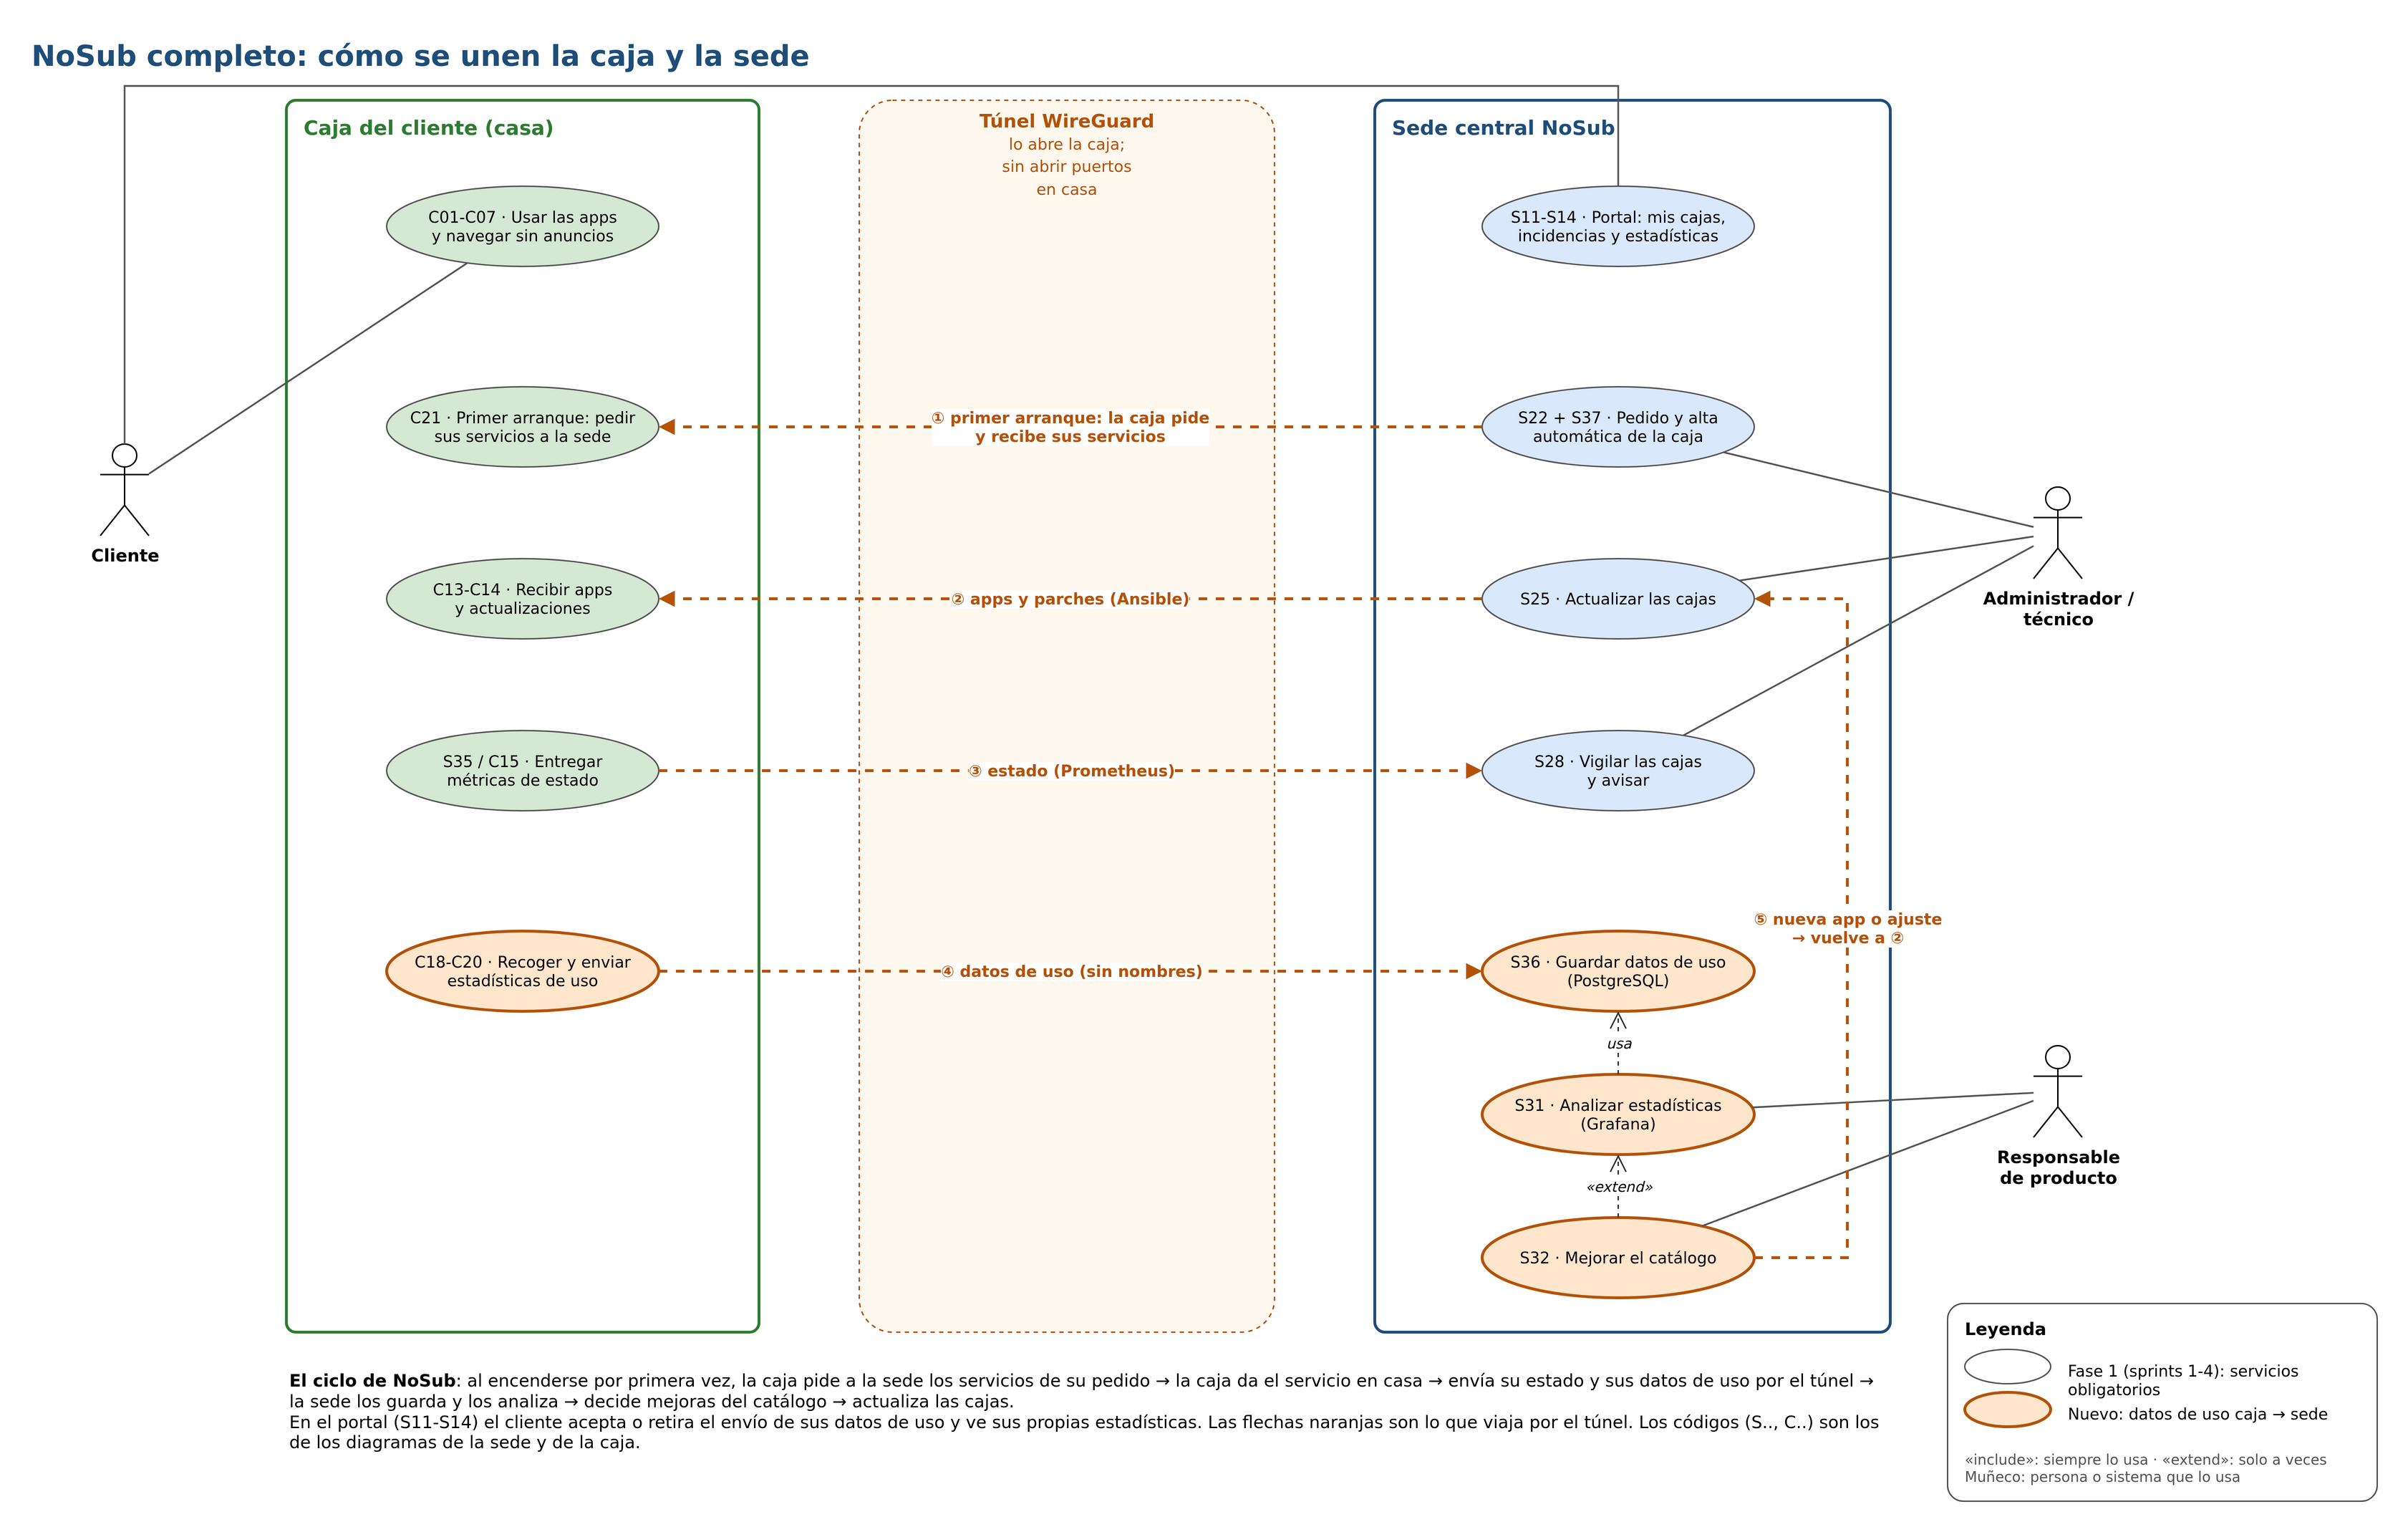 NoSub completo: cómo se unen la caja y la sede
Caja del cliente (casa)
Túnel WireGuard
lo abre la caja;
sin abrir puertos
en casa
Sede central NoSub
C01-C07 · Usar las apps
y navegar sin anuncios
S11-S14 · Portal: mis cajas,
incidencias y estadísticas
C21 · Primer arranque: pedir
sus servicios a la sede
① primer arranque: la caja pide
y recibe sus servicios
S22 + S37 · Pedido y alta
automática de la caja
Cliente
C13-C14 · Recibir apps
y actualizaciones
② apps y parches (Ansible)
S25 · Actualizar las cajas
Administrador /
técnico
S35 / C15 · Entregar
métricas de estado
③ estado (Prometheus)
S28 · Vigilar las cajas
y avisar
⑤ nueva app o ajuste
→ vuelve a ②
C18-C20 · Recoger y enviar
estadísticas de uso
④ datos de uso (sin nombres)
S36 · Guardar datos de uso
(PostgreSQL)
usa
S31 · Analizar estadísticas
(Grafana)
Responsable
de producto
«extend»
S32 · Mejorar el catálogo
Leyenda
Fase 1 (sprints 1-4): servicios
obligatorios
Nuevo: datos de uso caja → sede
«include»: siempre lo usa · «extend»: solo a veces
Muñeco: persona o sistema que lo usa
El ciclo de NoSub: al encenderse por primera vez, la caja pide a la sede los servicios de su pedido → la caja da el servicio en casa → envía su estado y sus datos de uso por el túnel →
la sede los guarda y los analiza → decide mejoras del catálogo → actualiza las cajas.
En el portal (S11-S14) el cliente acepta o retira el envío de sus datos de uso y ve sus propias estadísticas. Las flechas naranjas son lo que viaja por el túnel. Los códigos (S.., C..) son los
de los diagramas de la sede y de la caja.